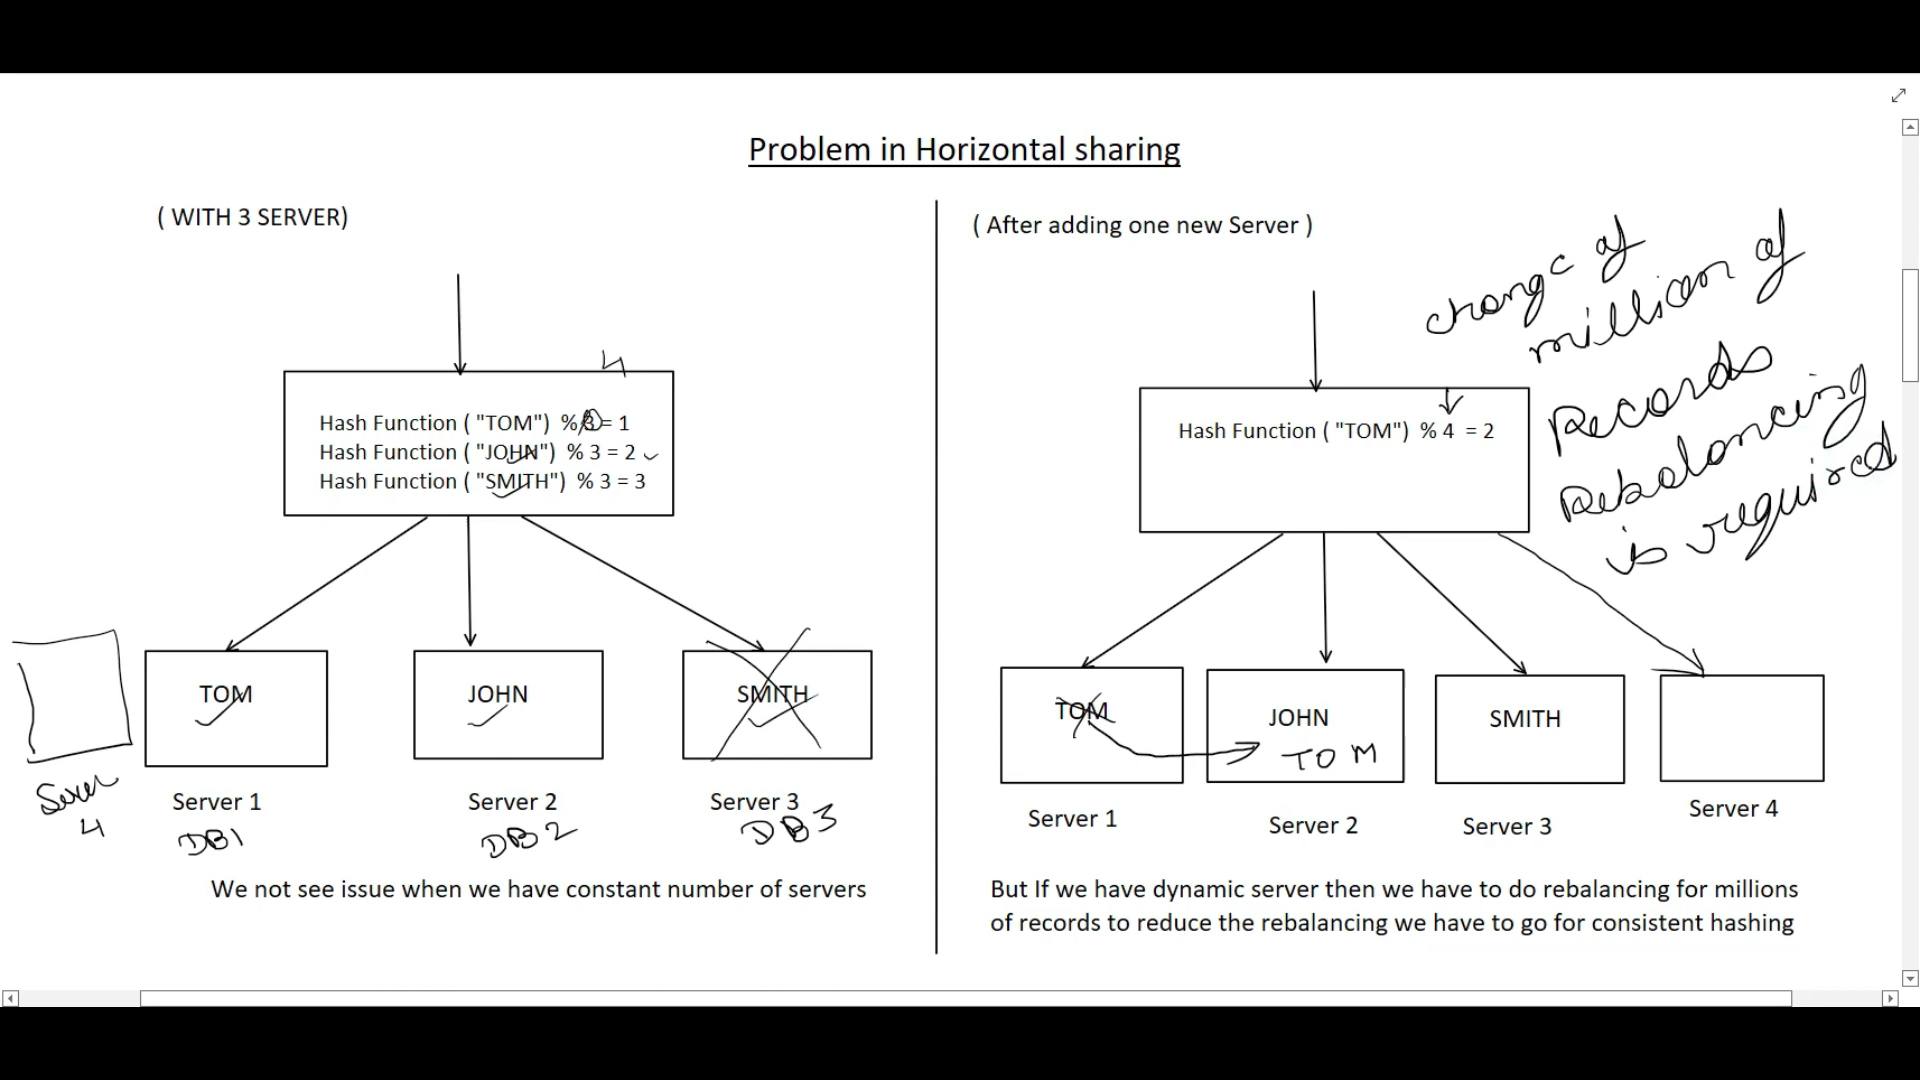 Problem in Horizontal sharing
( WITH 3 SERVER)
4
Hash Function ( "TOM") % 3 = 1
Hash Function ( "JOHN") % 3 = 2
Hash Function ( "SMITH") % 3 = 3
TOM
JOHN
SMITH
Server 4
Server 1
Server 2
Server 3
DB1
DB2
DB3
We not see issue when we have constant number of servers
( After adding one new Server )
change of
million of
Records
Rebalancing
is required
Hash Function ( "TOM") % 4 = 2
TOM
JOHN
TOM
SMITH
Server 1
Server 2
Server 3
Server 4
But If we have dynamic server then we have to do rebalancing for millions
of records to reduce the rebalancing we have to go for consistent hashing